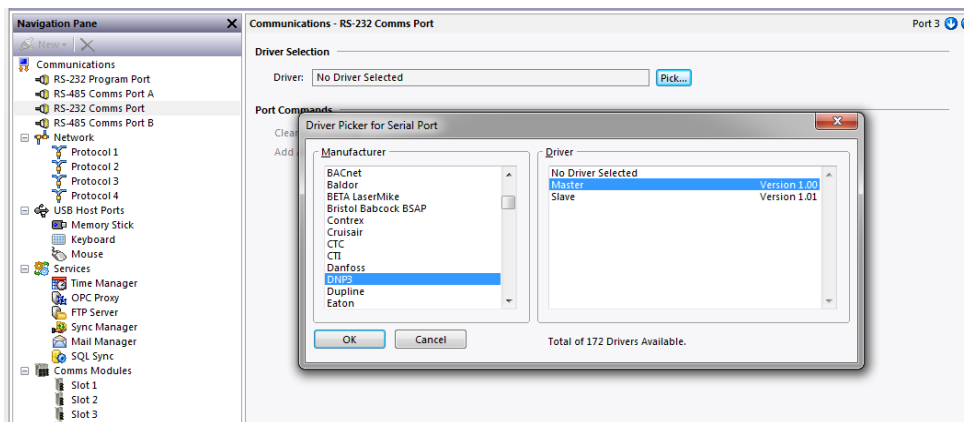 Navigation Pane
New
Communications
RS-232 Program Port
RS-485 Comms Port A
RS-232 Comms Port
RS-485 Comms Port B
Network
Protocol 1
Protocol 2
Protocol 3
Protocol 4
USB Host Ports
Memory Stick
Keyboard
Mouse
Services
Time Manager
OPC Proxy
FTP Server
Sync Manager
Mail Manager
SQL Sync
Comms Modules
Slot 1
Slot 2
Slot 3
Communications - RS-232 Comms Port
Port 3
Driver Selection
Driver: No Driver Selected Pick...
Port Commands
Clea
Add
Driver Picker for Serial Port
Manufacturer
BACnet
Baldor
BETA LaserMike
Bristol Babcock BSAP
Contrex
Cruisair
CTC
CTI
Danfoss
DNP3
Dupline
Eaton
Driver
No Driver Selected
Master Version 1.00
Slave Version 1.01
OK Cancel
Total of 172 Drivers Available.